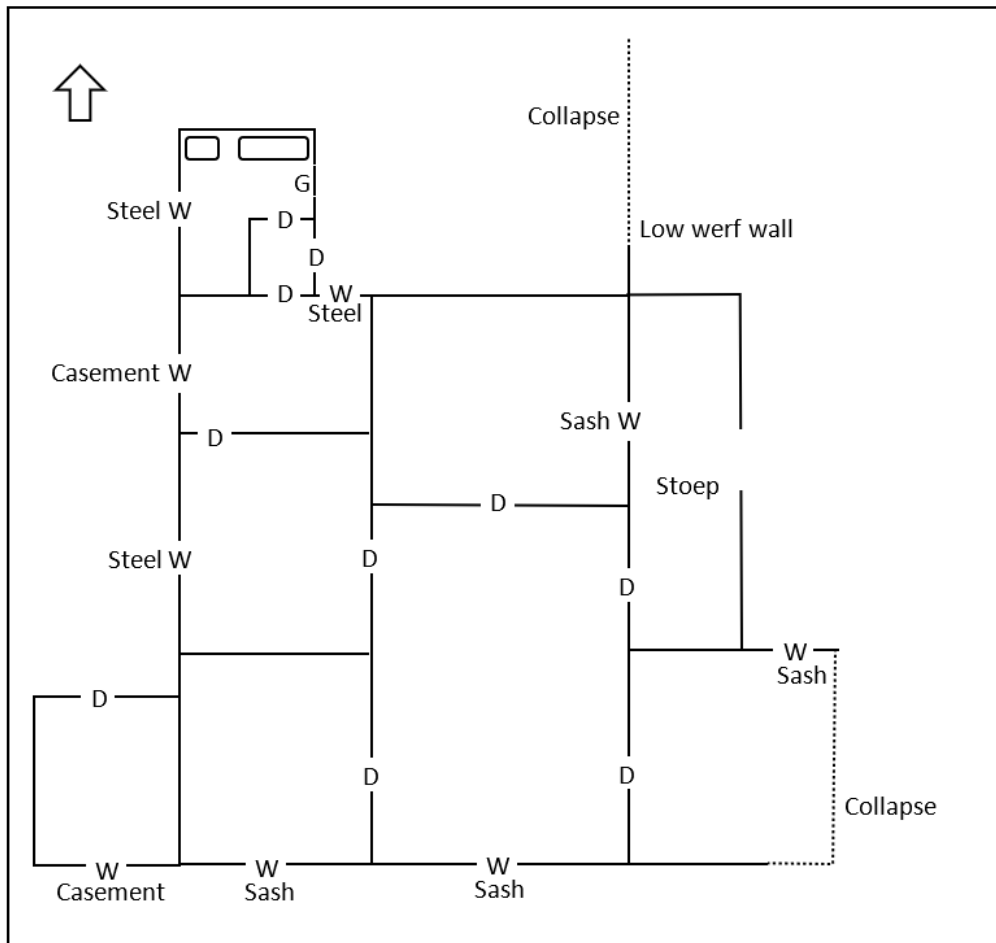 Collapse
G
Steel W
D
Low werf wall
D
D
W
Steel
Casement W
Sash W
D
Stoep
D
Steel W
D
D
W
Sash
D
D
D
Collapse
W
Casement
W
Sash
W
Sash